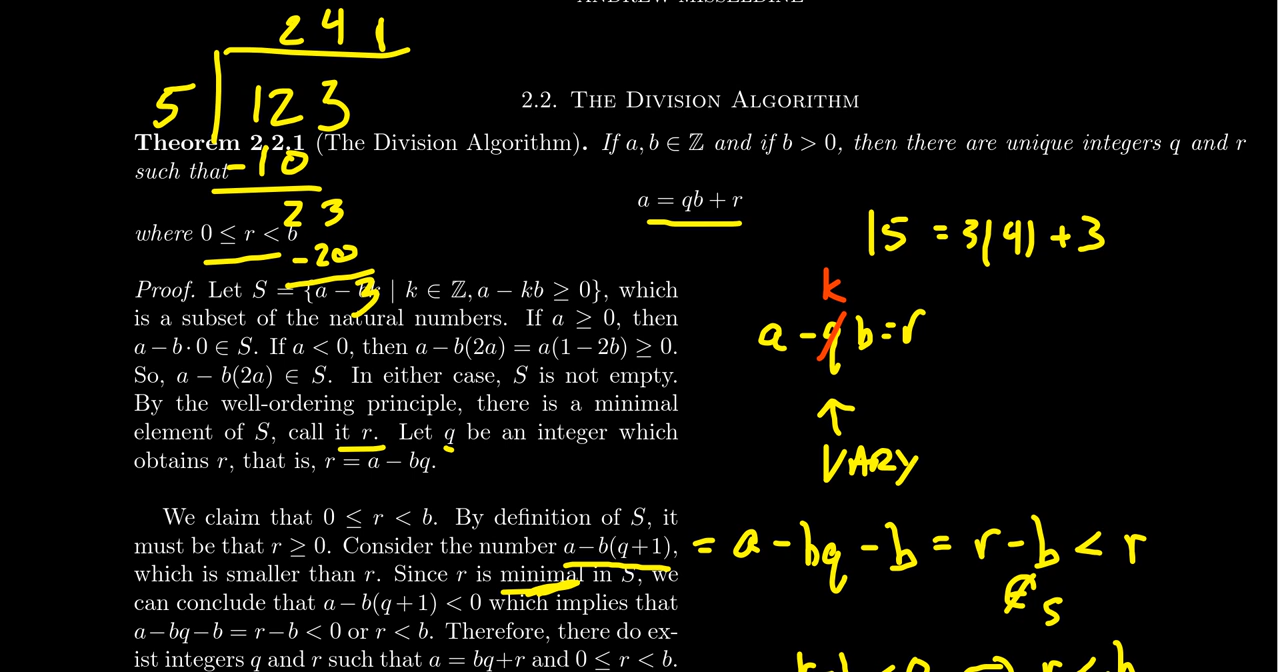 ANDREW MISSELDINE
2 4 1
5 123
2.2. The Division Algorithm
Theorem 2.2.1 (The Division Algorithm). If a, b ∈ ℤ and if b > 0, then there are unique integers q and r
such that
-10
a = qb + r
2 3
where 0 ≤ r < b
15 = 3(4) + 3
-20
3
Proof. Let S = {a − | k ∈ ℤ, a − kb ≥ 0}, which
is a subset of the natural numbers. If a ≥ 0, then
a − b · 0 ∈ S. If a < 0, then a − b(2a) = a(1 − 2b) ≥ 0.
So, a − b(2a) ∈ S. In either case, S is not empty.
By the well-ordering principle, there is a minimal
element of S, call it r. Let q be an integer which
obtains r, that is, r = a − bq.
k
a - q b = r
↑
VARY
We claim that 0 ≤ r < b. By definition of S, it
must be that r ≥ 0. Consider the number a − b(q + 1),
= a - bq - b = r - b < r
which is smaller than r. Since r is minimal in S, we
∉ S
can conclude that a − b(q + 1) < 0 which implies that
a − bq − b = r − b < 0 or r < b. Therefore, there do ex-
ist integers q and r such that a = bq + r and 0 ≤ r < b.